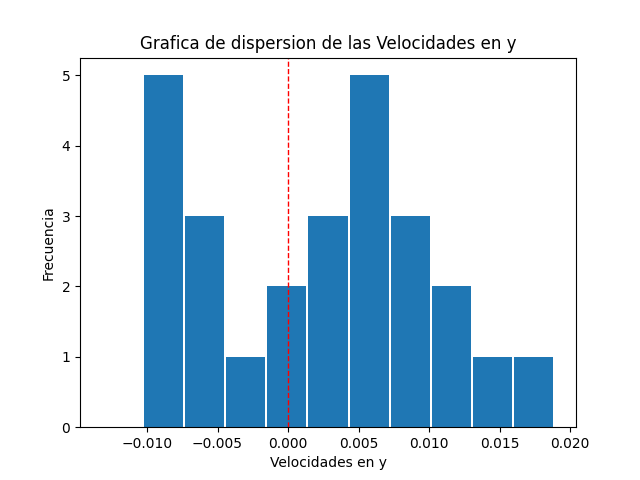 Grafica de dispersion de las Velocidades en y
5
4
3
2
1
0
Frecuencia
−0.010 −0.005 0.000 0.005 0.010 0.015 0.020
Velocidades en y